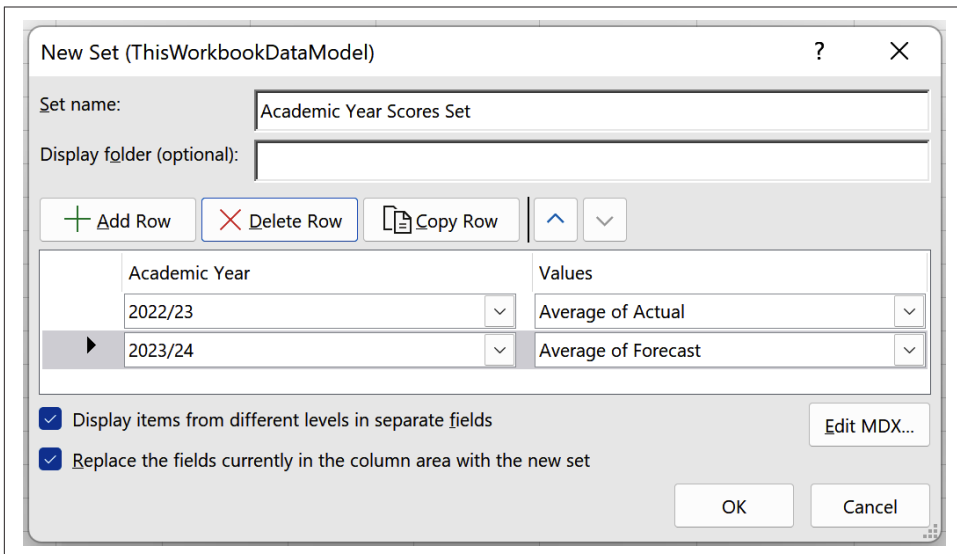 New Set (ThisWorkbookDataModel) ?
Set name: Academic Year Scores Set
Display folder (optional):
Add Row Delete Row Copy Row
Academic Year Values
2022/23 Average of Actual
2023/24 Average of Forecast
Display items from different levels in separate fields
Edit MDX...
Replace the fields currently in the column area with the new set
OK Cancel